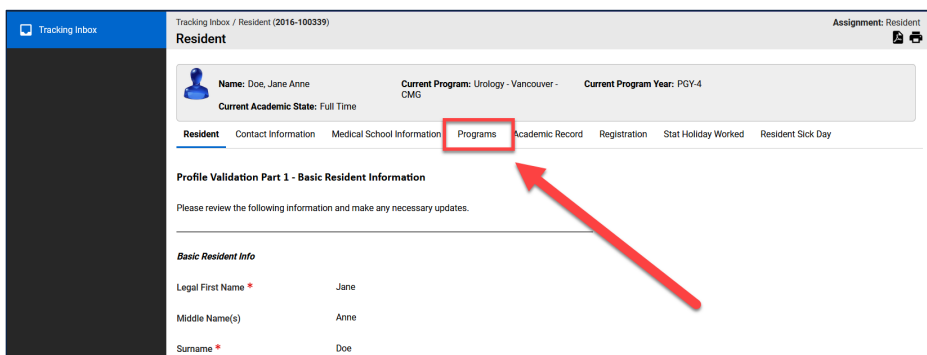 Tracking Inbox
Tracking Inbox / Resident (2016-100339)
Assignment: Resident
Resident
Name: Doe, Jane Anne
Current Program: Urology - Vancouver -
CMG
Current Program Year: PGY-4
Current Academic State: Full Time
Resident Contact Information Medical School Information Programs Academic Record Registration Stat Holiday Worked Resident Sick Day
Profile Validation Part 1 - Basic Resident Information
Please review the following information and make any necessary updates.
Basic Resident Info
Legal First Name * Jane
Middle Name(s) Anne
Surname * Doe